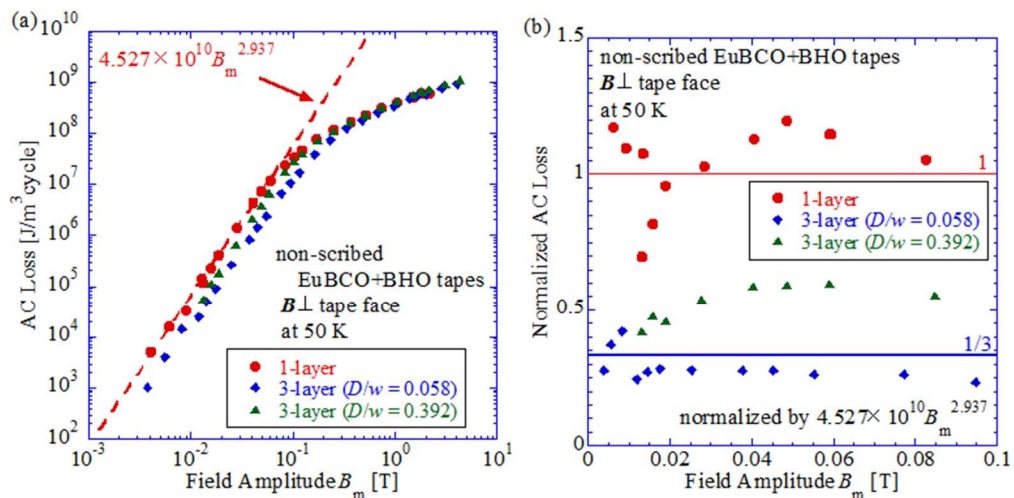 (a)
10^10
10^9
10^8
10^7
10^6
10^5
10^4
10^3
10^2
AC Loss [J/m^3 cycle]
4.527×10^10 B_m^2.937
non-scribed
EuBCO+BHO tapes
B⊥ tape face
at 50 K
1-layer
3-layer (D/w = 0.058)
3-layer (D/w = 0.392)
10^-3
10^-2
10^-1
10^0
10^1
Field Amplitude B_m [T]
(b)
1.5
1
0.5
0
Normalized AC Loss
non-scribed EuBCO+BHO tapes
B⊥ tape face
at 50 K
1
1-layer
3-layer (D/w = 0.058)
3-layer (D/w = 0.392)
1/3
normalized by 4.527×10^10 B_m^2.937
0
0.02
0.04
0.06
0.08
0.1
Field Amplitude B_m [T]